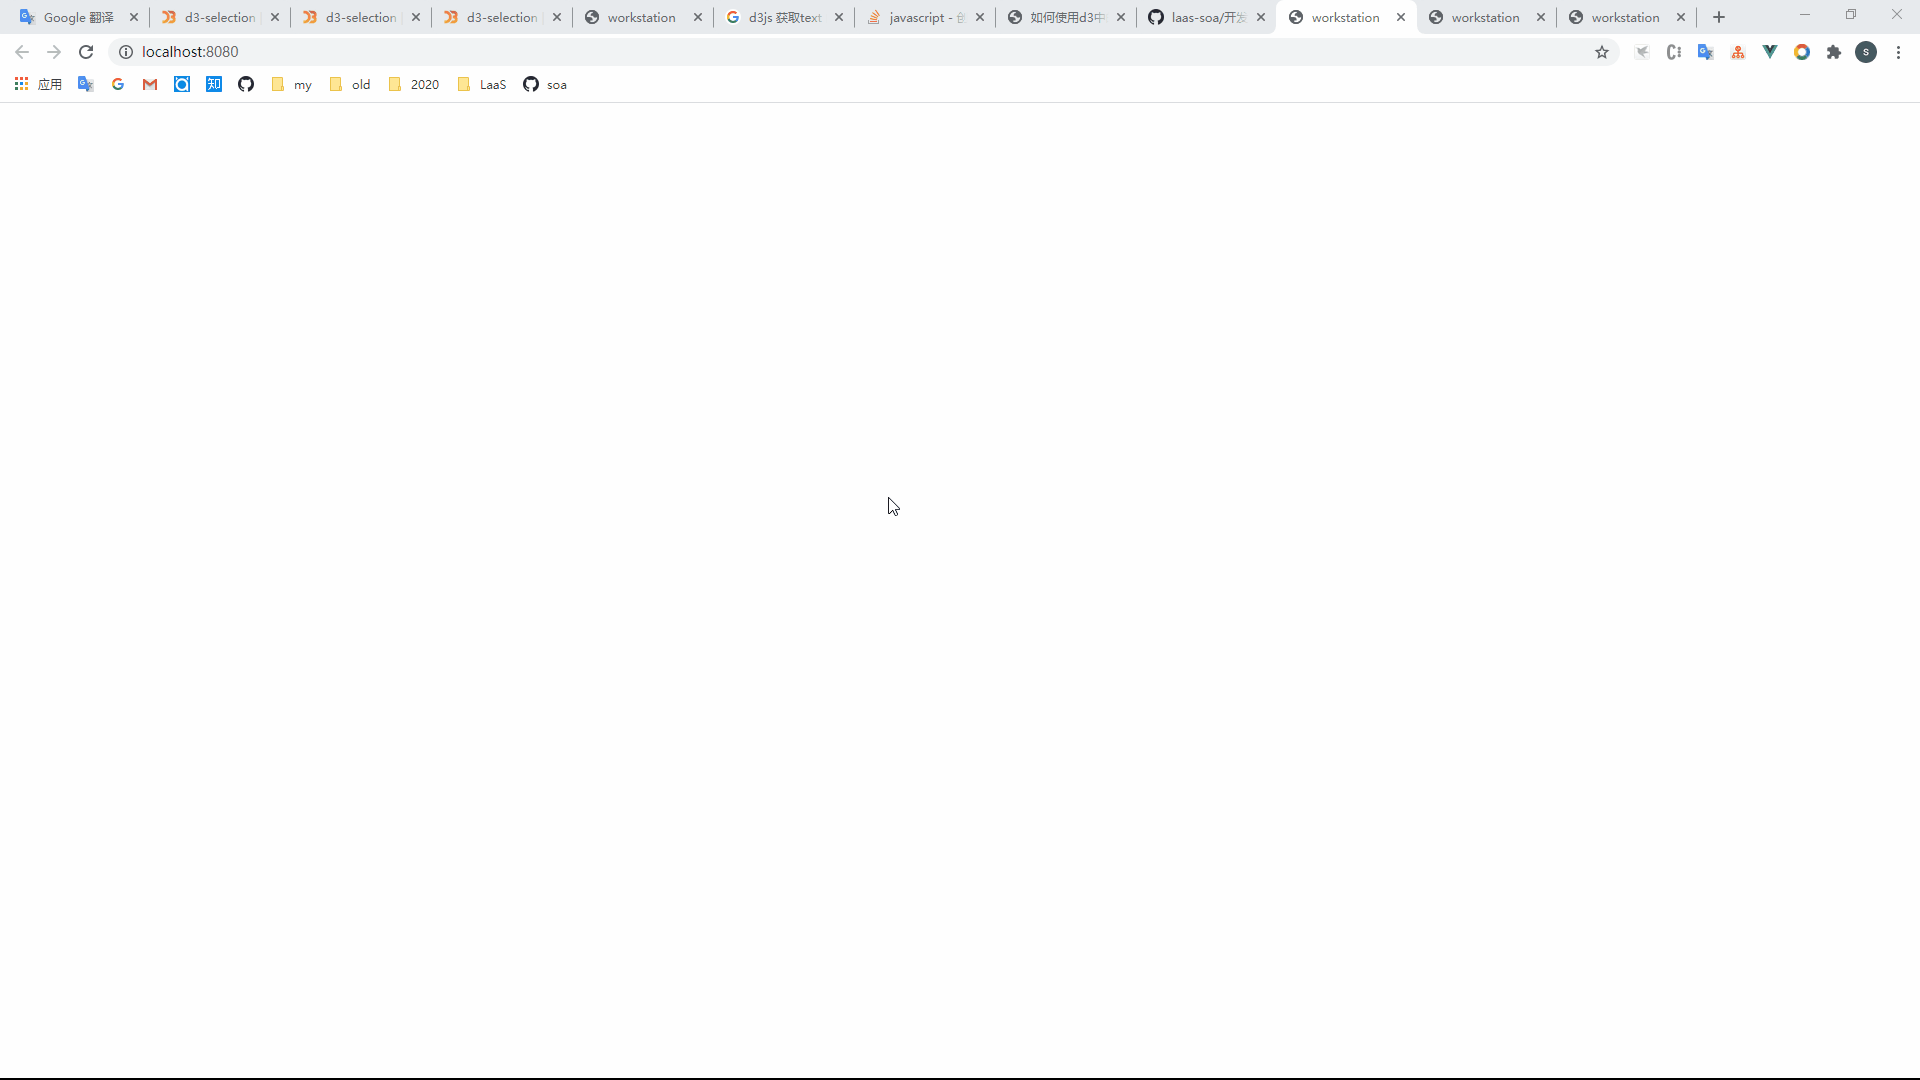 Google 翻译
d3-selection
d3-selection
d3-selection
workstation
d3js 获取text
javascript -
如何使用d3中
laas-soa/开发
workstation
workstation
workstation
localhost:8080
应用
知
my
old
2020
LaaS
soa
S